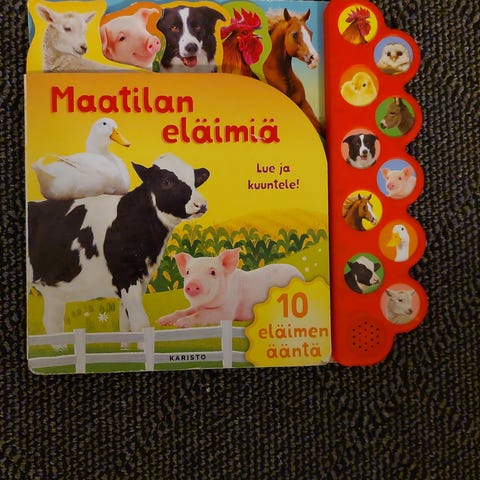 Maatilan
eläimiä
Lue ja
kuuntele!
10
eläimen
ääntä
KARISTO